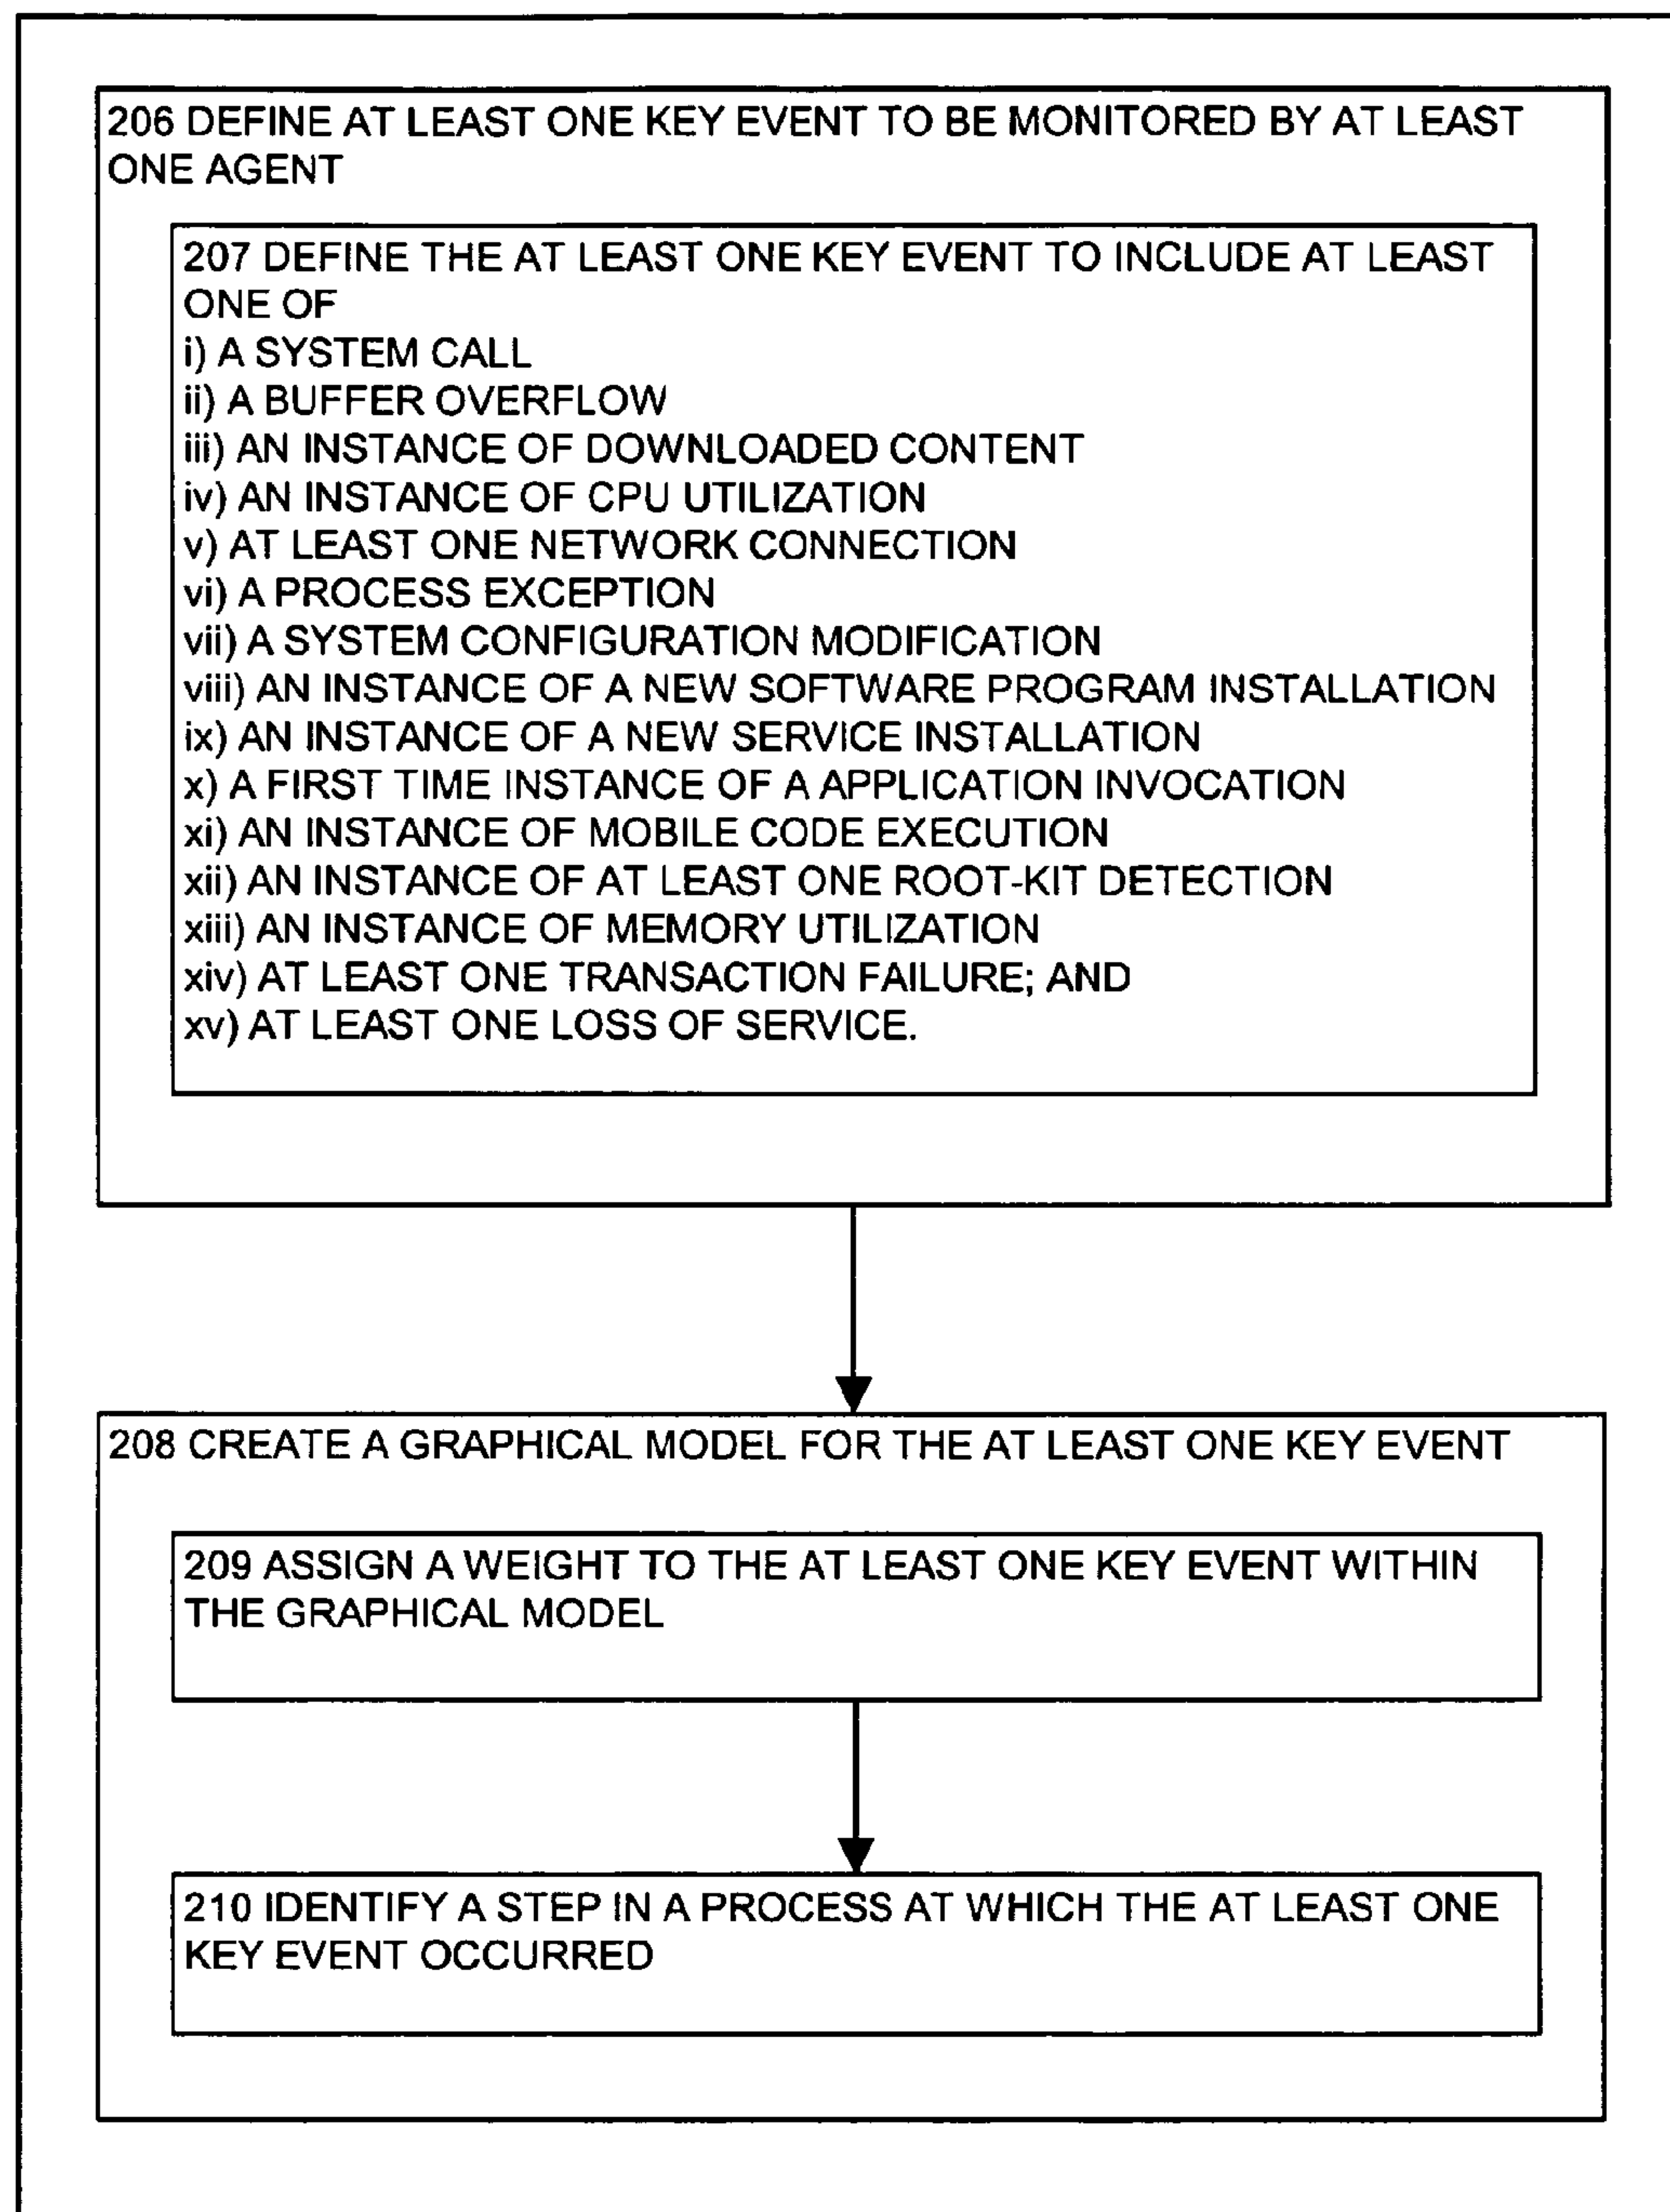 206 DEFINE AT LEAST ONE KEY EVENT TO BE MONITORED BY AT LEAST
ONE AGENT
207 DEFINE THE AT LEAST ONE KEY EVENT TO INCLUDE AT LEAST
ONE OF
i) A SYSTEM CALL
ii) A BUFFER OVERFLOW
iii) AN INSTANCE OF DOWNLOADED CONTENT
iv) AN INSTANCE OF CPU UTILIZATION
v) AT LEAST ONE NETWORK CONNECTION
vi) A PROCESS EXCEPTION
vii) A SYSTEM CONFIGURATION MODIFICATION
viii) AN INSTANCE OF A NEW SOFTWARE PROGRAM INSTALLATION
ix) AN INSTANCE OF A NEW SERVICE INSTALLATION
x) A FIRST TIME INSTANCE OF A APPLICATION INVOCATION
xi) AN INSTANCE OF MOBILE CODE EXECUTION
xii) AN INSTANCE OF AT LEAST ONE ROOT-KIT DETECTION
xiii) AN INSTANCE OF MEMORY UTILIZATION
xiv) AT LEAST ONE TRANSACTION FAILURE; AND
xv) AT LEAST ONE LOSS OF SERVICE.
208 CREATE A GRAPHICAL MODEL FOR THE AT LEAST ONE KEY EVENT
209 ASSIGN A WEIGHT TO THE AT LEAST ONE KEY EVENT WITHIN
THE GRAPHICAL MODEL
210 IDENTIFY A STEP IN A PROCESS AT WHICH THE AT LEAST ONE
KEY EVENT OCCURRED